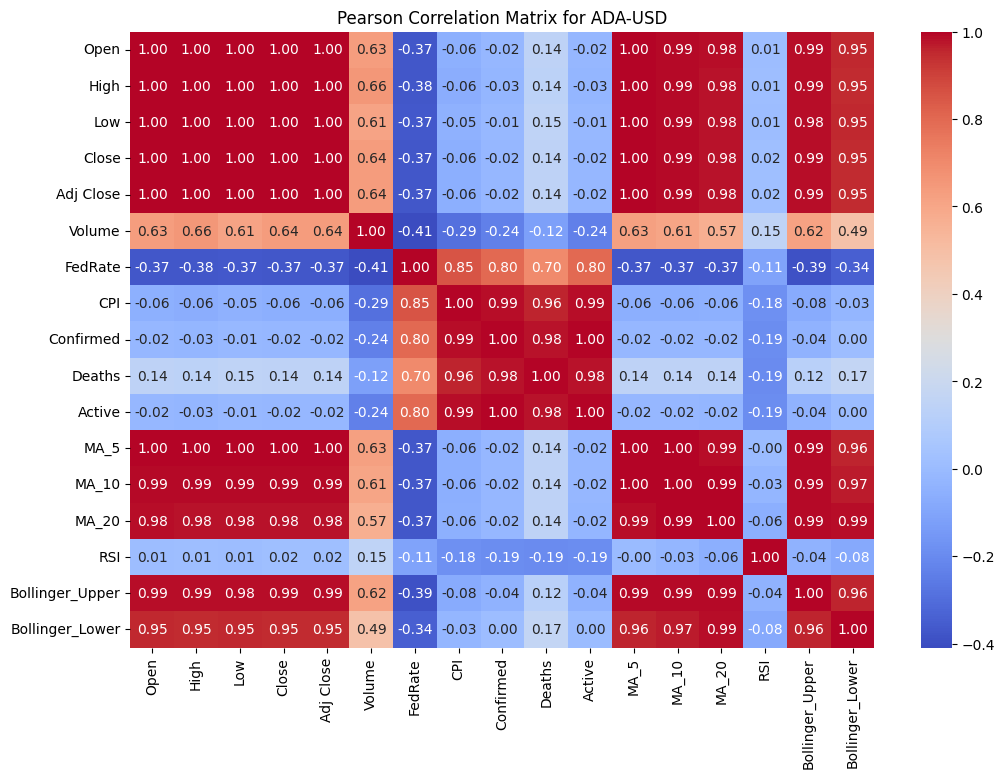 Pearson Correlation Matrix for ADA-USD
Open 1.00 1.00 1.00 1.00 1.00 0.63 -0.37 -0.06 -0.02 0.14 -0.02 1.00 0.99 0.98 0.01 0.99 0.95
High 1.00 1.00 1.00 1.00 1.00 0.66 -0.38 -0.06 -0.03 0.14 -0.03 1.00 0.99 0.98 0.01 0.99 0.95
Low 1.00 1.00 1.00 1.00 1.00 0.61 -0.37 -0.05 -0.01 0.15 -0.01 1.00 0.99 0.98 0.01 0.98 0.95
Close 1.00 1.00 1.00 1.00 1.00 0.64 -0.37 -0.06 -0.02 0.14 -0.02 1.00 0.99 0.98 0.02 0.99 0.95
Adj Close 1.00 1.00 1.00 1.00 1.00 0.64 -0.37 -0.06 -0.02 0.14 -0.02 1.00 0.99 0.98 0.02 0.99 0.95
Volume 0.63 0.66 0.61 0.64 0.64 1.00 -0.41 -0.29 -0.24 -0.12 -0.24 0.63 0.61 0.57 0.15 0.62 0.49
FedRate -0.37 -0.38 -0.37 -0.37 -0.37 -0.41 1.00 0.85 0.80 0.70 0.80 -0.37 -0.37 -0.37 -0.11 -0.39 -0.34
CPI -0.06 -0.06 -0.05 -0.06 -0.06 -0.29 0.85 1.00 0.99 0.96 0.99 -0.06 -0.06 -0.06 -0.18 -0.08 -0.03
Confirmed -0.02 -0.03 -0.01 -0.02 -0.02 -0.24 0.80 0.99 1.00 0.98 1.00 -0.02 -0.02 -0.02 -0.19 -0.04 0.00
Deaths 0.14 0.14 0.15 0.14 0.14 -0.12 0.70 0.96 0.98 1.00 0.98 0.14 0.14 0.14 -0.19 0.12 0.17
Active -0.02 -0.03 -0.01 -0.02 -0.02 -0.24 0.80 0.99 1.00 0.98 1.00 -0.02 -0.02 -0.02 -0.19 -0.04 0.00
MA_5 1.00 1.00 1.00 1.00 1.00 0.63 -0.37 -0.06 -0.02 0.14 -0.02 1.00 1.00 0.99 -0.00 0.99 0.96
MA_10 0.99 0.99 0.99 0.99 0.99 0.61 -0.37 -0.06 -0.02 0.14 -0.02 1.00 1.00 0.99 -0.03 0.99 0.97
MA_20 0.98 0.98 0.98 0.98 0.98 0.57 -0.37 -0.06 -0.02 0.14 -0.02 0.99 0.99 1.00 -0.06 0.99 0.99
RSI 0.01 0.01 0.01 0.02 0.02 0.15 -0.11 -0.18 -0.19 -0.19 -0.19 -0.00 -0.03 -0.06 1.00 -0.04 -0.08
Bollinger_Upper 0.99 0.99 0.98 0.99 0.99 0.62 -0.39 -0.08 -0.04 0.12 -0.04 0.99 0.99 0.99 -0.04 1.00 0.96
Bollinger_Lower 0.95 0.95 0.95 0.95 0.95 0.49 -0.34 -0.03 0.00 0.17 0.00 0.96 0.97 0.99 -0.08 0.96 1.00
Open High Low Close Adj Close Volume FedRate CPI Confirmed Deaths Active MA_5 MA_10 MA_20 RSI Bollinger_Upper Bollinger_Lower
1.0
0.8
0.6
0.4
0.2
0.0
−0.2
−0.4